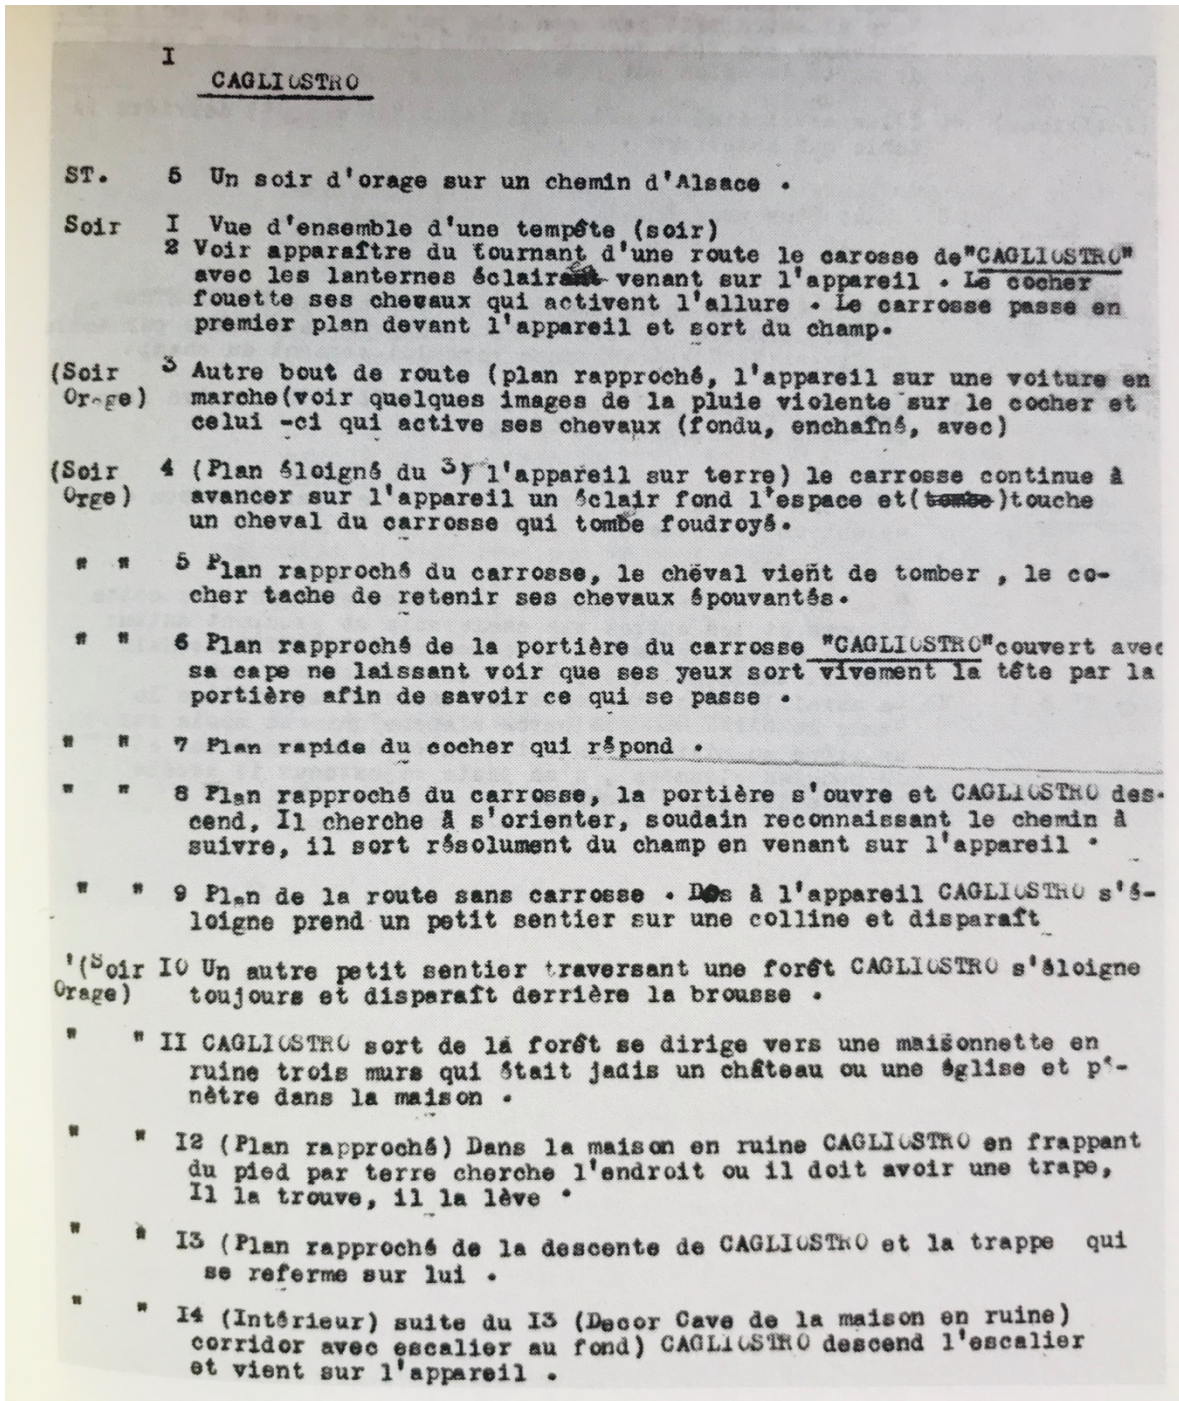 I
CAGLIOSTRO
ST. 5 Un soir d'orage sur un chemin d'Alsace .
Soir I Vue d'ensemble d'une tempête (soir)
2 Voir apparaître du tournant d'une route le carosse de"CAGLIOSTRO"
avec les lanternes éclairées venant sur l'appareil . Le cocher
fouette ses chevaux qui activent l'allure . Le carrosse passe en
premier plan devant l'appareil et sort du champ.
(Soir 3 Autre bout de route (plan rapproché, l'appareil sur une voiture en
Orage) marche(voir quelques images de la pluie violente sur le cocher et
celui -ci qui active ses chevaux (fondu, enchaîné, avec)
(Soir 4 (Plan éloigné du 3) l'appareil sur terre) le carrosse continue à
Orge) avancer sur l'appareil un éclair fond l'espace et(tombe)touche
un cheval du carrosse qui tombe foudroyé.
" " 5 Plan rapproché du carrosse, le chéval vient de tomber , le co-
cher tache de retenir ses chevaux épouvantés.
" " 6 Plan rapproché de la portière du carrosse "CAGLIOSTRO"couvert avec
sa cape ne laissant voir que ses yeux sort vivement la tête par la
portière afin de savoir ce qui se passe .
" " 7 Plan rapide du cocher qui répond .
" " 8 Plan rapproché du carrosse, la portière s'ouvre et CAGLIOSTRO des-
cend, Il cherche à s'orienter, soudain reconnaissant le chemin à
suivre, il sort résolument du champ en venant sur l'appareil .
" " 9 Plan de la route sans carrosse . Dos à l'appareil CAGLIOSTRO s'é-
loigne prend un petit sentier sur une colline et disparaît
'(Soir IO Un autre petit sentier traversant une forêt CAGLIOSTRO s'éloigne
Orage) toujours et disparaît derrière la brousse .
" " II CAGLIOSTRO sort de la forêt se dirige vers une maisonnette en
ruine trois murs qui était jadis un château ou une église et pé-
nètre dans la maison .
" " I2 (Plan rapproché) Dans la maison en ruine CAGLIOSTRO en frappant
du pied par terre cherche l'endroit ou il doit avoir une trape,
Il la trouve, il la lève .
" " I3 (Plan rapproché de la descente de CAGLIOSTRO et la trappe qui
se referme sur lui .
" " I4 (Intérieur) suite du I3 (Decor Cave de la maison en ruine)
corridor avec escalier au fond) CAGLIOSTRO descend l'escalier
et vient sur l'appareil .